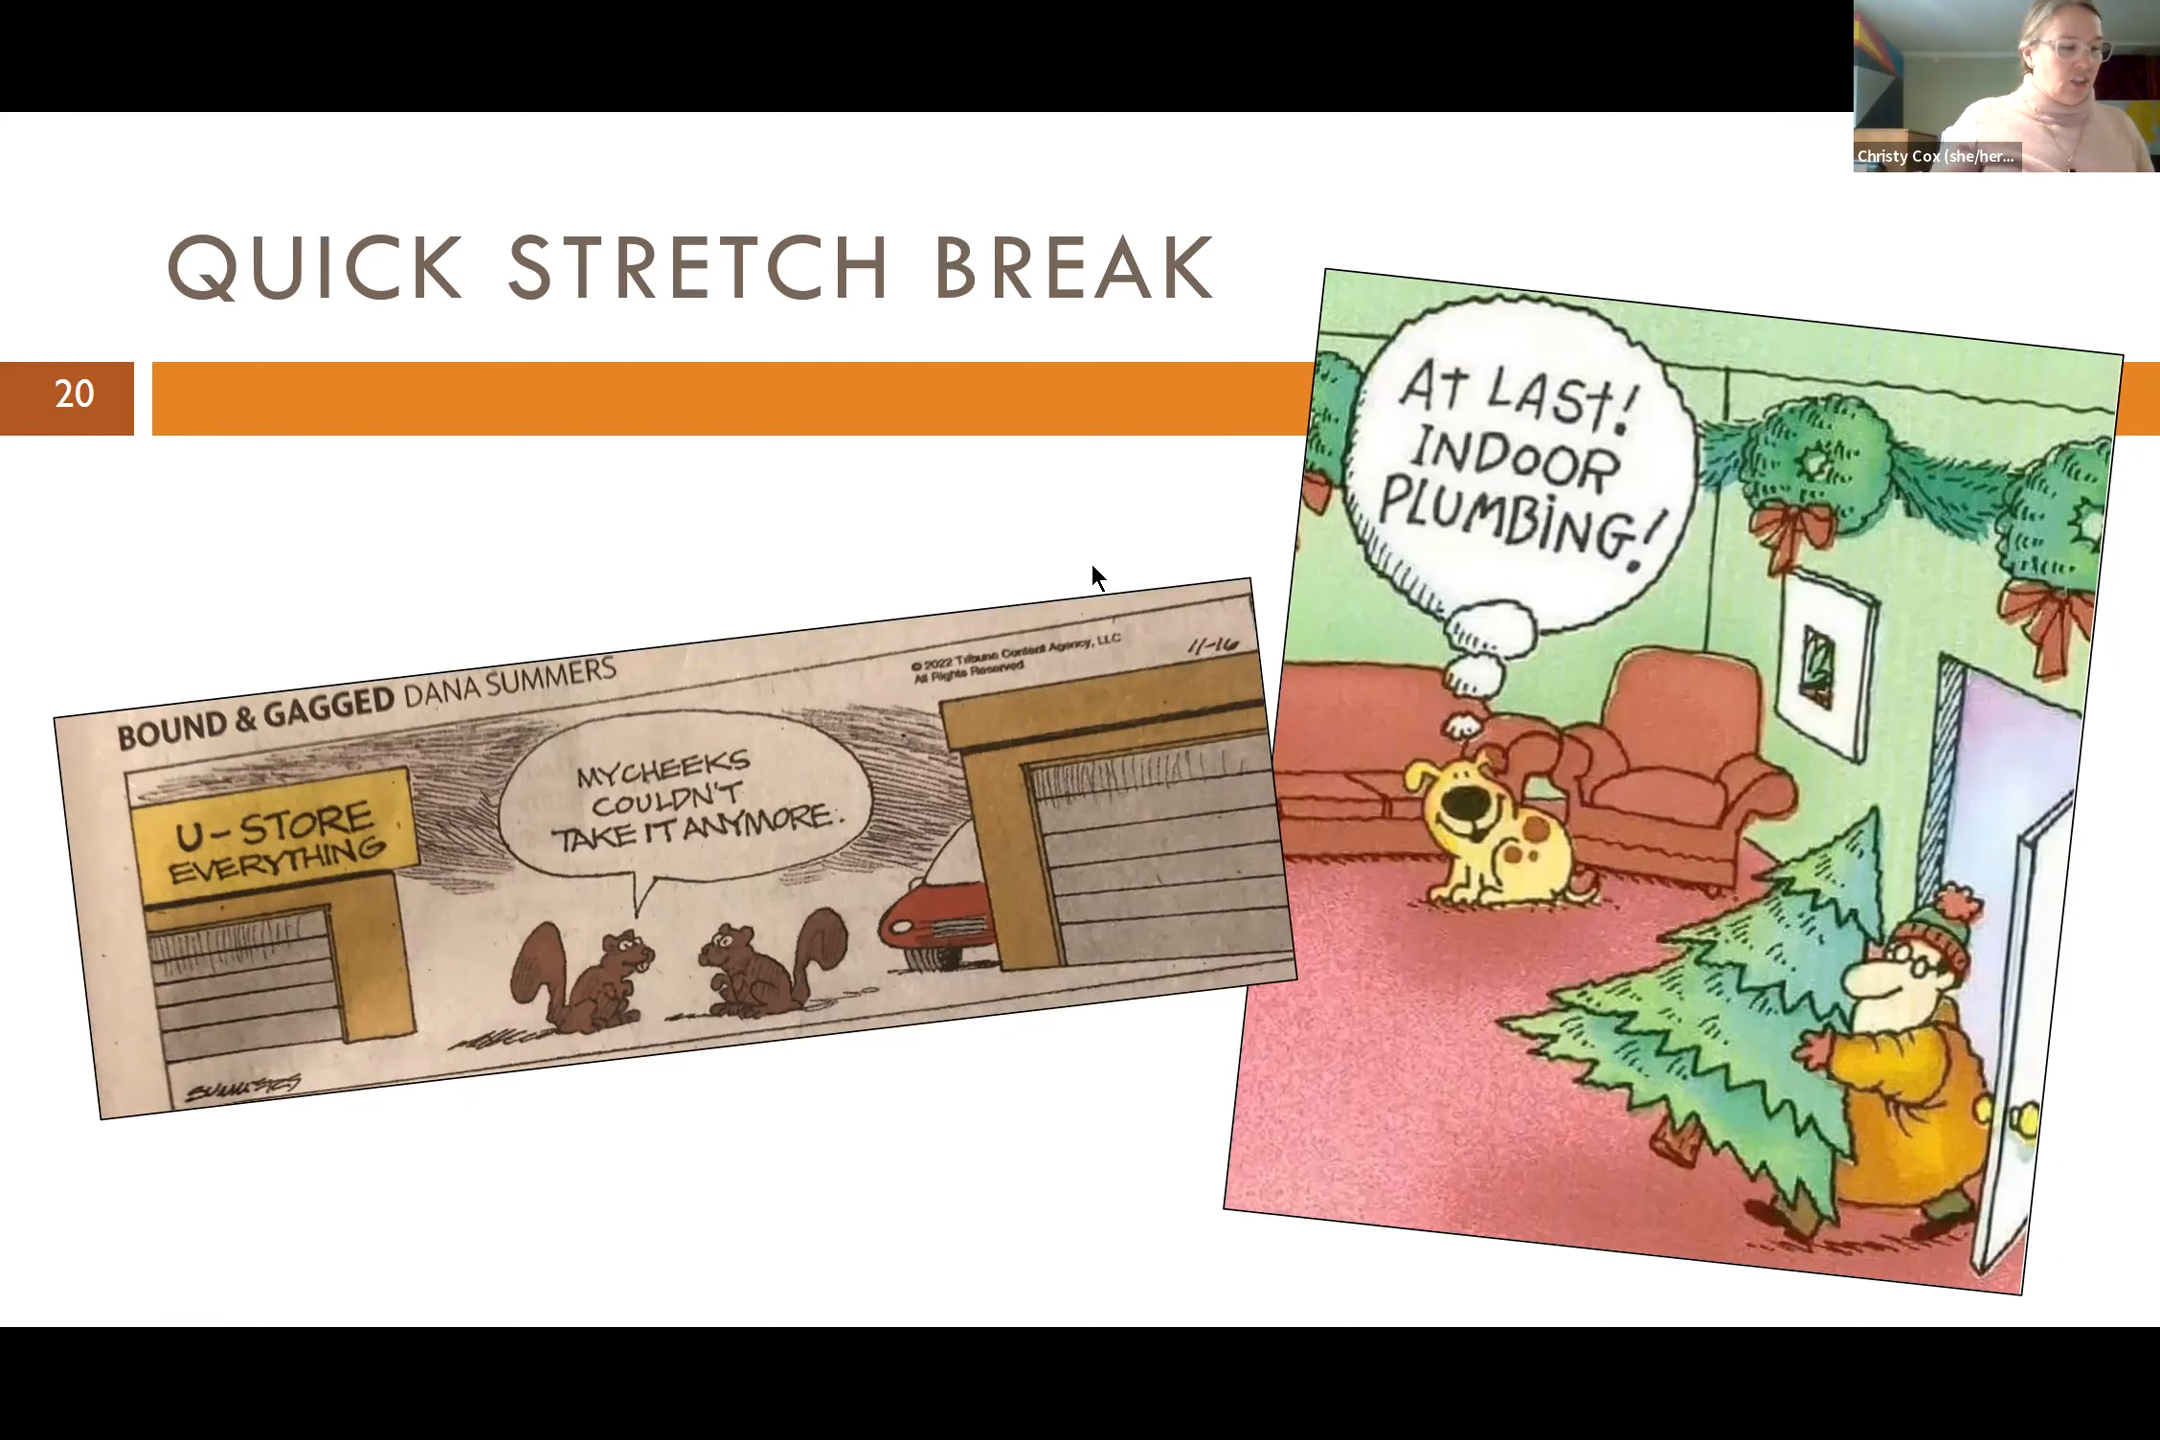 Christy Cox (she/her...
QUICK STRETCH BREAK
20
AT LAST!
INDOOR
PLUMBING!
BOUND & GAGGED DANA SUMMERS
© 2022 Tribune Content Agency, LLC
All Rights Reserved
11-16
U-STORE
EVERYTHING
MY CHEEKS
COULDN'T
TAKE IT ANYMORE.
SUMMERS